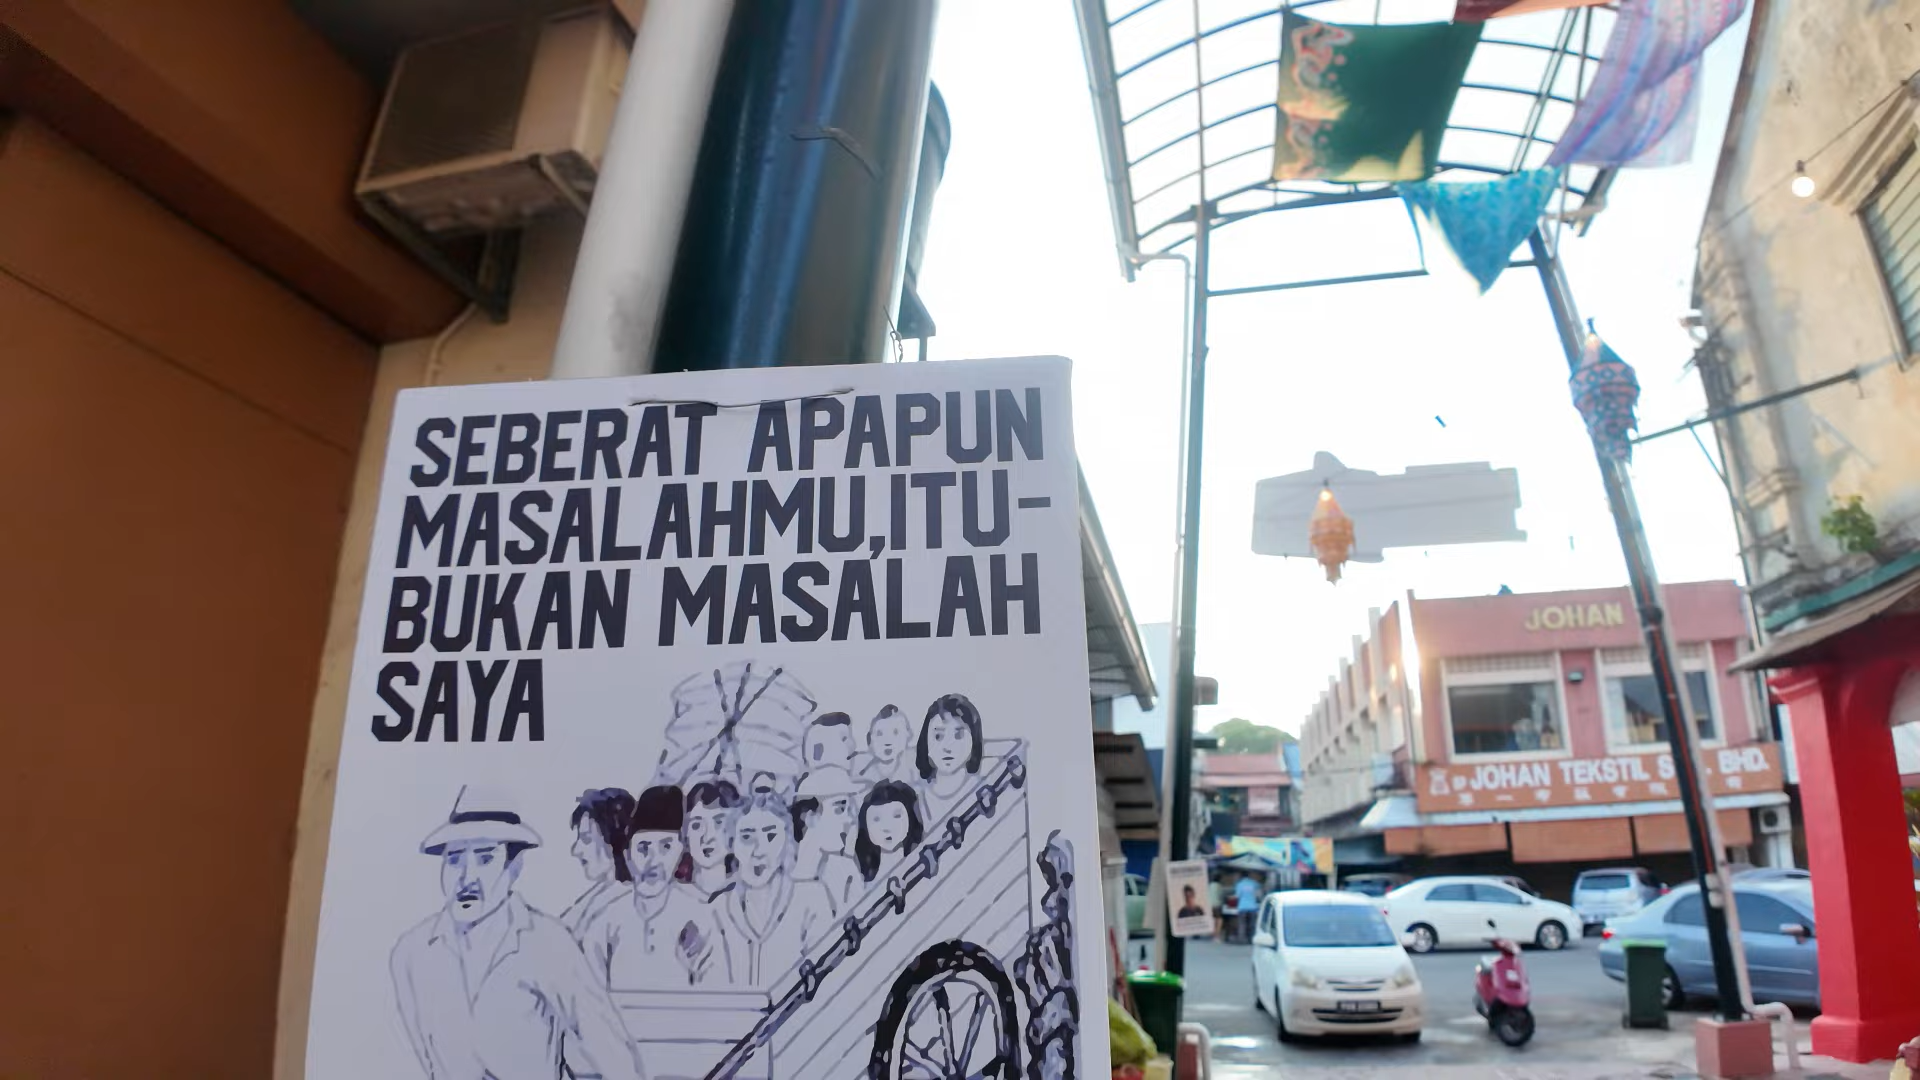 SEBERAT APAPUN
MASALAHMU,ITU-
BUKAN MASALAH
SAYA
JOHAN
JOHAN TEKSTIL S
BHD.